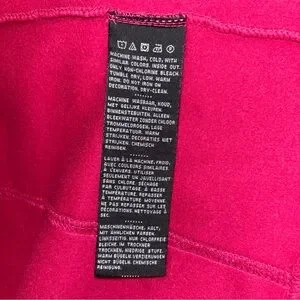 MACHINE WASH, COLD, WITH
SIMILAR COLORS. INSIDE OUT.
ONLY NON-CHLORINE BLEACH.
TUMBLE DRY, LOW, WARM
IRON. DO NOT IRON ON
DECORATION. DRY-CLEAN.
MACHINE WASBAAR, KOUD,
MET GELIJKE KLEUREN.
BINNENSTEBUITEN. ALLEEN
BLEEKWATER ZONDER CHLOOR.
TROMMELDROGEN, LAGE
TEMPERATUUR. WARM
STRIJKEN. DECORATIE NIET
STRIJKEN. CHEMISCH
REINIGEN.
LAVER À LA MACHINE, FROID,
AVEC COULEURS SIMILAIRES
À L'ENVERS. UTILISER
SEULEMENT UN JAVELLISANT
SANS CHLORE. SÉCHAGE
PAR CULBUTAGE À BASSE
TEMPÉRATURE. REPASSER
À TEMPÉRATURE MOYENNE.
NE PAS REPASSER SUR LES
DÉCORATIONS. NETTOYAGE À
SEC.
MASCHINENWÄSCHE, KALT,
MIT ÄHNLICHEN FARBEN.
LINKSSEITIG. NUR CHLORFREIE
BLEICHE. IM TROCKNER
TROCKNEN, NIEDRIGE STUFE.
WARM BÜGELN. DEKORATIONEN
NICHT BÜGELN. CHEMISCHE
REINIGUNG.